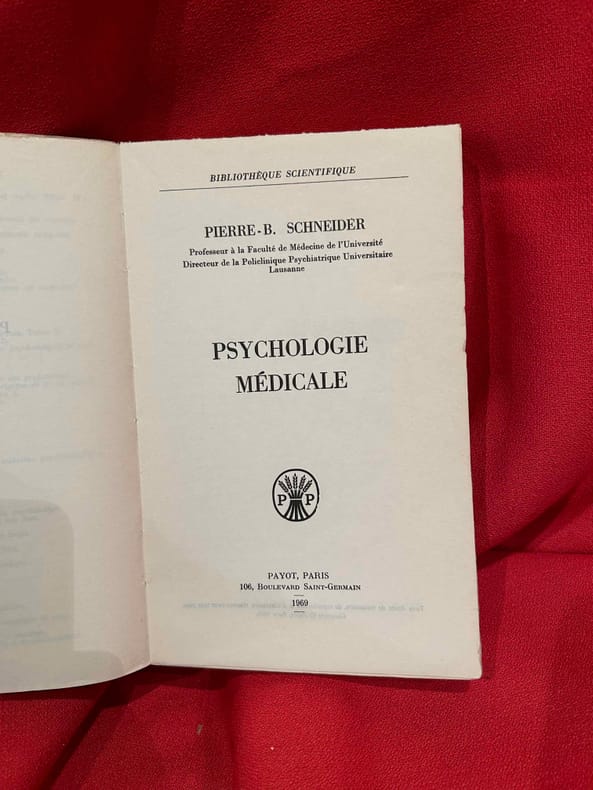 BIBLIOTHÈQUE SCIENTIFIQUE
PIERRE-B. SCHNEIDER
Professeur à la Faculté de Médecine de l'Université
Directeur de la Policlinique Psychiatrique Universitaire
Lausanne
PSYCHOLOGIE
MÉDICALE
P P
PAYOT, PARIS
106, Boulevard Saint-Germain
1969